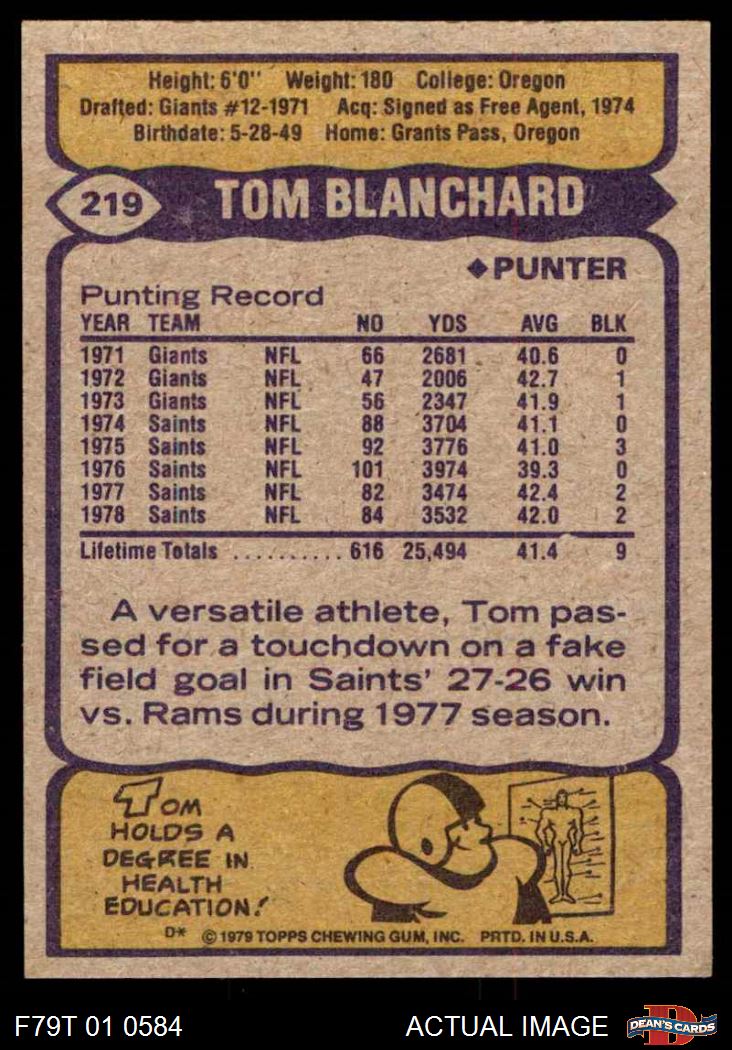 Height: 6'0" Weight: 180 College: Oregon
Drafted: Giants #12-1971 Acq: Signed as Free Agent, 1974
Birthdate: 5-28-49 Home: Grants Pass, Oregon
219 TOM BLANCHARD
◆PUNTER
Punting Record
YEAR TEAM NO YDS AVG BLK
1971 Giants NFL 66 2681 40.6 0
1972 Giants NFL 47 2006 42.7 1
1973 Giants NFL 56 2347 41.9 1
1974 Saints NFL 88 3704 41.1 0
1975 Saints NFL 92 3776 41.0 3
1976 Saints NFL 101 3974 39.3 0
1977 Saints NFL 82 3474 42.4 2
1978 Saints NFL 84 3532 42.0 2
Lifetime Totals .......... 616 25,494 41.4 9
A versatile athlete, Tom pas-
sed for a touchdown on a fake
field goal in Saints' 27-26 win
vs. Rams during 1977 season.
TOM
HOLDS A
DEGREE IN
HEALTH
EDUCATION!
D* © 1979 TOPPS CHEWING GUM, INC. PRTD. IN U.S.A.
F79T 01 0584 ACTUAL IMAGE DEAN'S CARDS